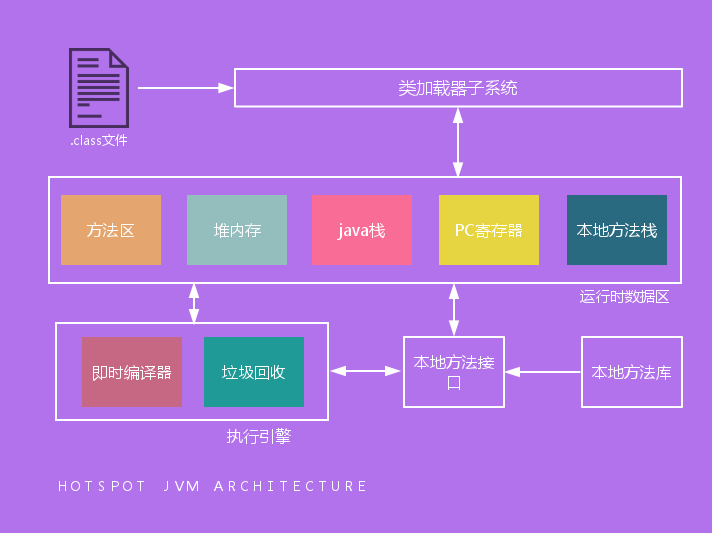 类加载器子系统
.class文件
方法区
堆内存
java栈
PC寄存器
本地方法栈
运行时数据区
即时编译器
垃圾回收
本地方法接
口
本地方法库
执行引擎
HOTSPOT JVM ARCHITECTURE